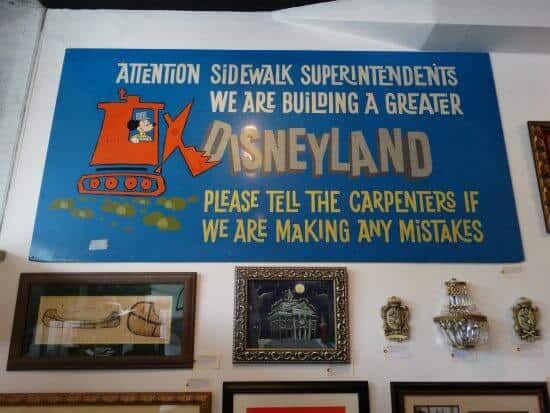 ATTENTION SIDEWALK SUPERINTENDENTS
WE ARE BUILDING A GREATER
DISNEYLAND
PLEASE TELL THE CARPENTERS IF
WE ARE MAKING ANY MISTAKES